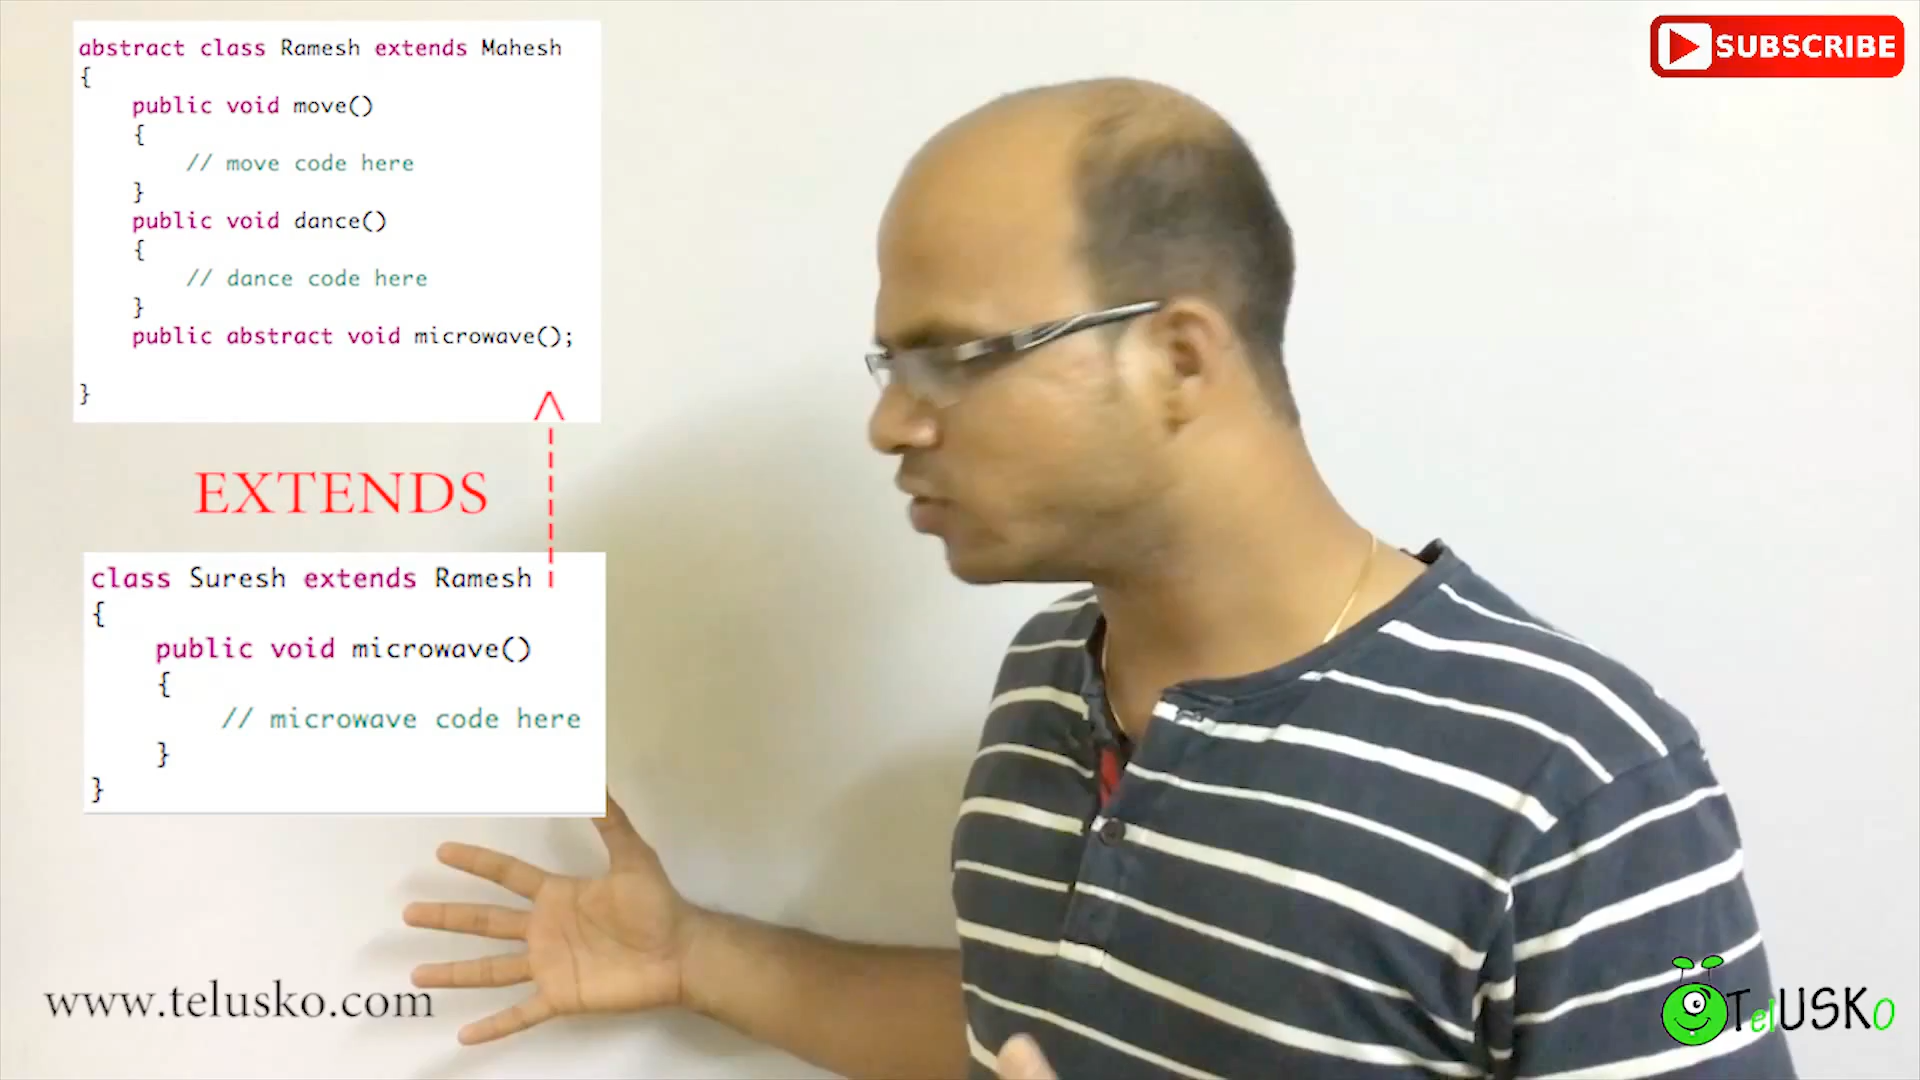 abstract class Ramesh extends Mahesh
{
    public void move()
    {
        // move code here
    }
    public void dance()
    {
        // dance code here
    }
    public abstract void microwave();
}
EXTENDS
class Suresh extends Ramesh
{
    public void microwave()
    {
        // microwave code here
    }
}
www.telusko.com
SUBSCRIBE
TelUSKo